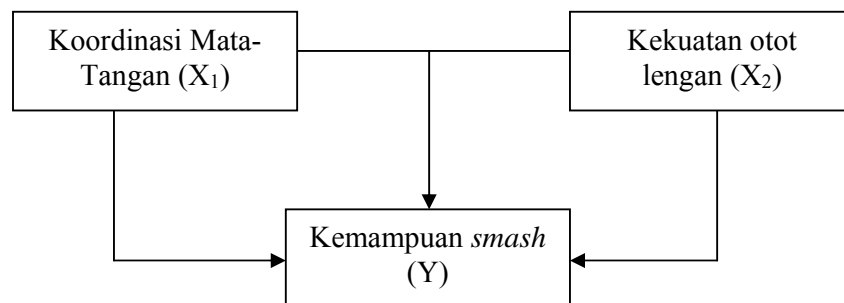 Koordinasi Mata-
Tangan (X₁)
Kekuatan otot
lengan (X₂)
Kemampuan smash
(Y)